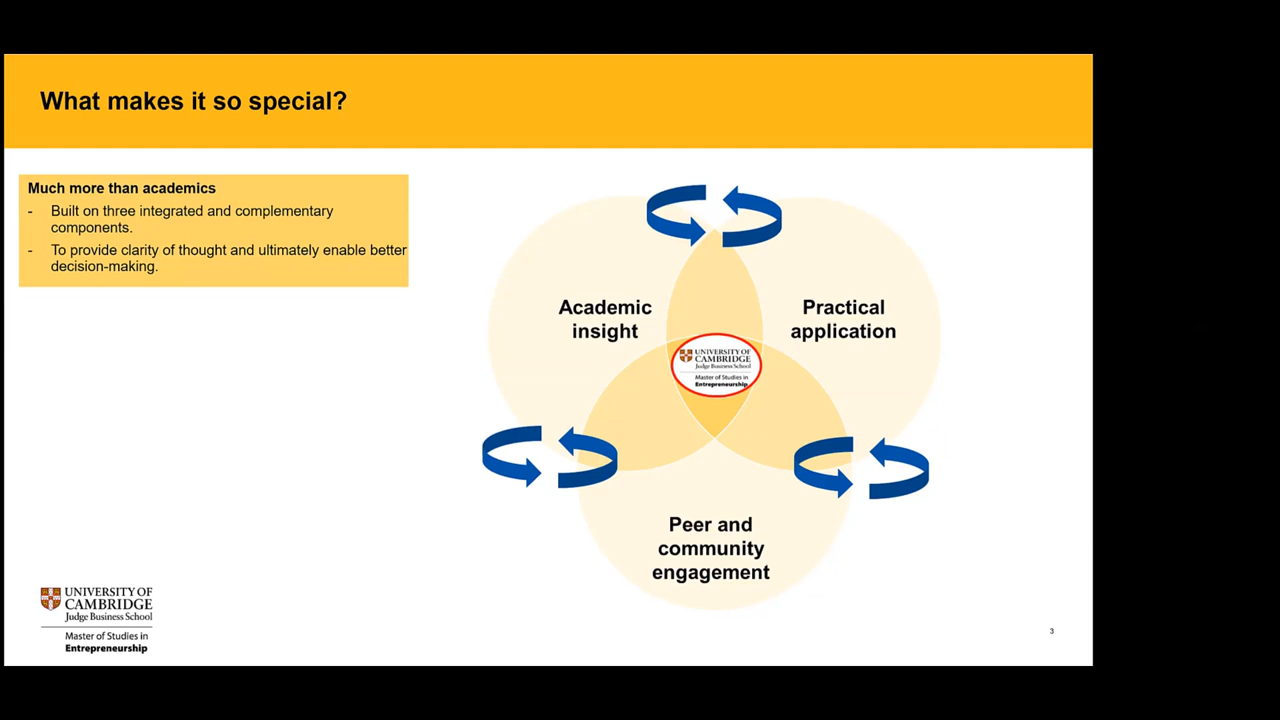 What makes it so special?
Much more than academics
- Built on three integrated and complementary
components.
- To provide clarity of thought and ultimately enable better
decision-making.
Academic
insight
Practical
application
UNIVERSITY OF
CAMBRIDGE
Judge Business School
Master of Studies in
Entrepreneurship
Peer and
community
engagement
UNIVERSITY OF
CAMBRIDGE
Judge Business School
Master of Studies in
Entrepreneurship
3